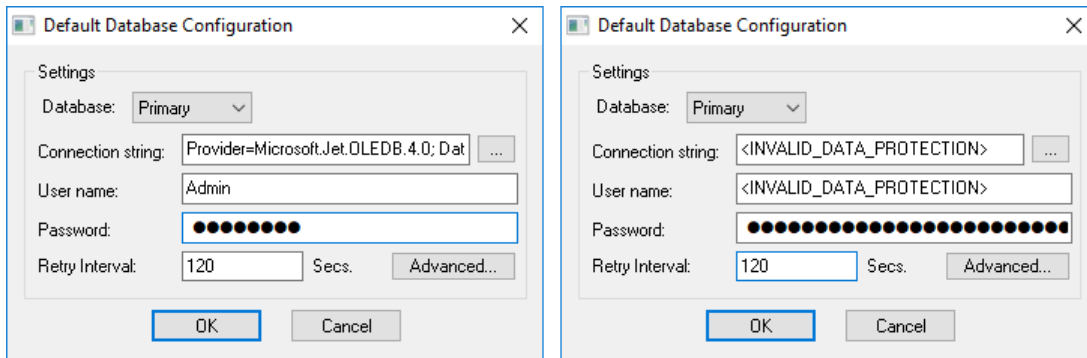 Default Database Configuration
Settings
Database: Primary
Connection string: Provider=Microsoft.Jet.OLEDB.4.0; Dat ...
User name: Admin
Password: ●●●●●●●●
Retry Interval: 120 Secs. Advanced...
OK Cancel
Default Database Configuration
Settings
Database: Primary
Connection string: <INVALID_DATA_PROTECTION> ...
User name: <INVALID_DATA_PROTECTION>
Password: ●●●●●●●●●●●●●●●●●●●●●●●●
Retry Interval: 120 Secs. Advanced...
OK Cancel